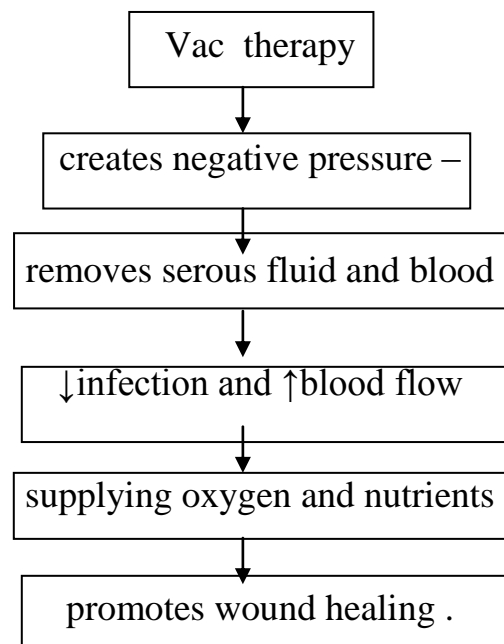 Vac therapy
creates negative pressure –
removes serous fluid and blood
↓infection and ↑blood flow
supplying oxygen and nutrients
promotes wound healing .